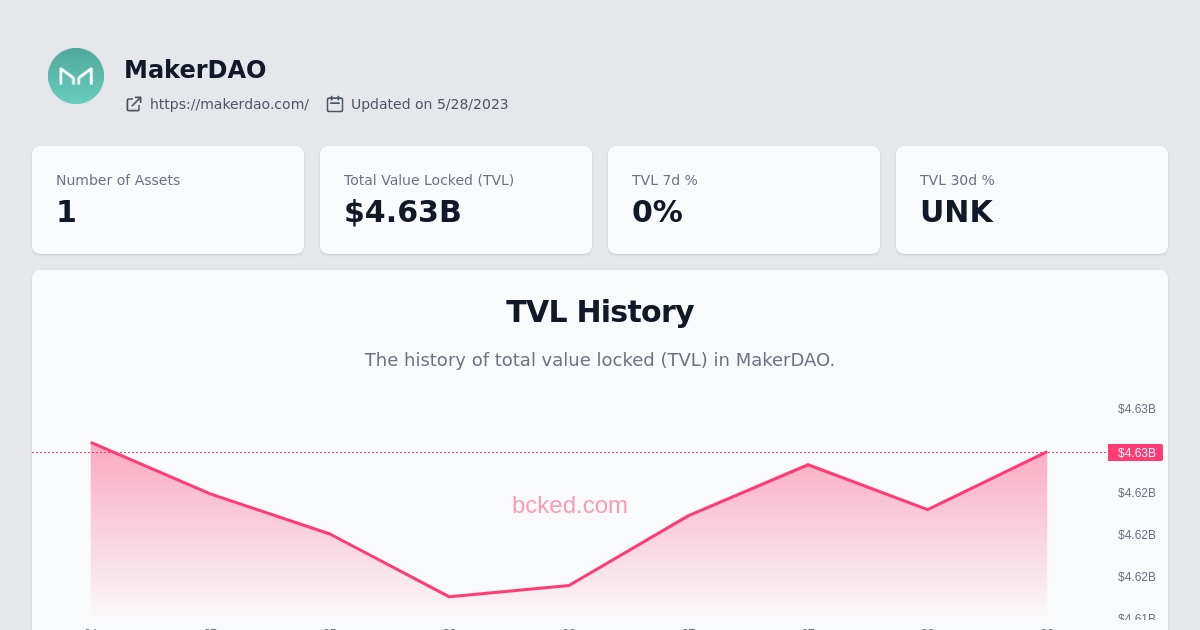 MakerDAO
https://makerdao.com/ Updated on 5/28/2023
Number of Assets
1
Total Value Locked (TVL)
$4.63B
TVL 7d %
0%
TVL 30d %
UNK
TVL History
The history of total value locked (TVL) in MakerDAO.
$4.63B
$4.63B
bcked.com
$4.62B
$4.62B
$4.62B
$4.61B